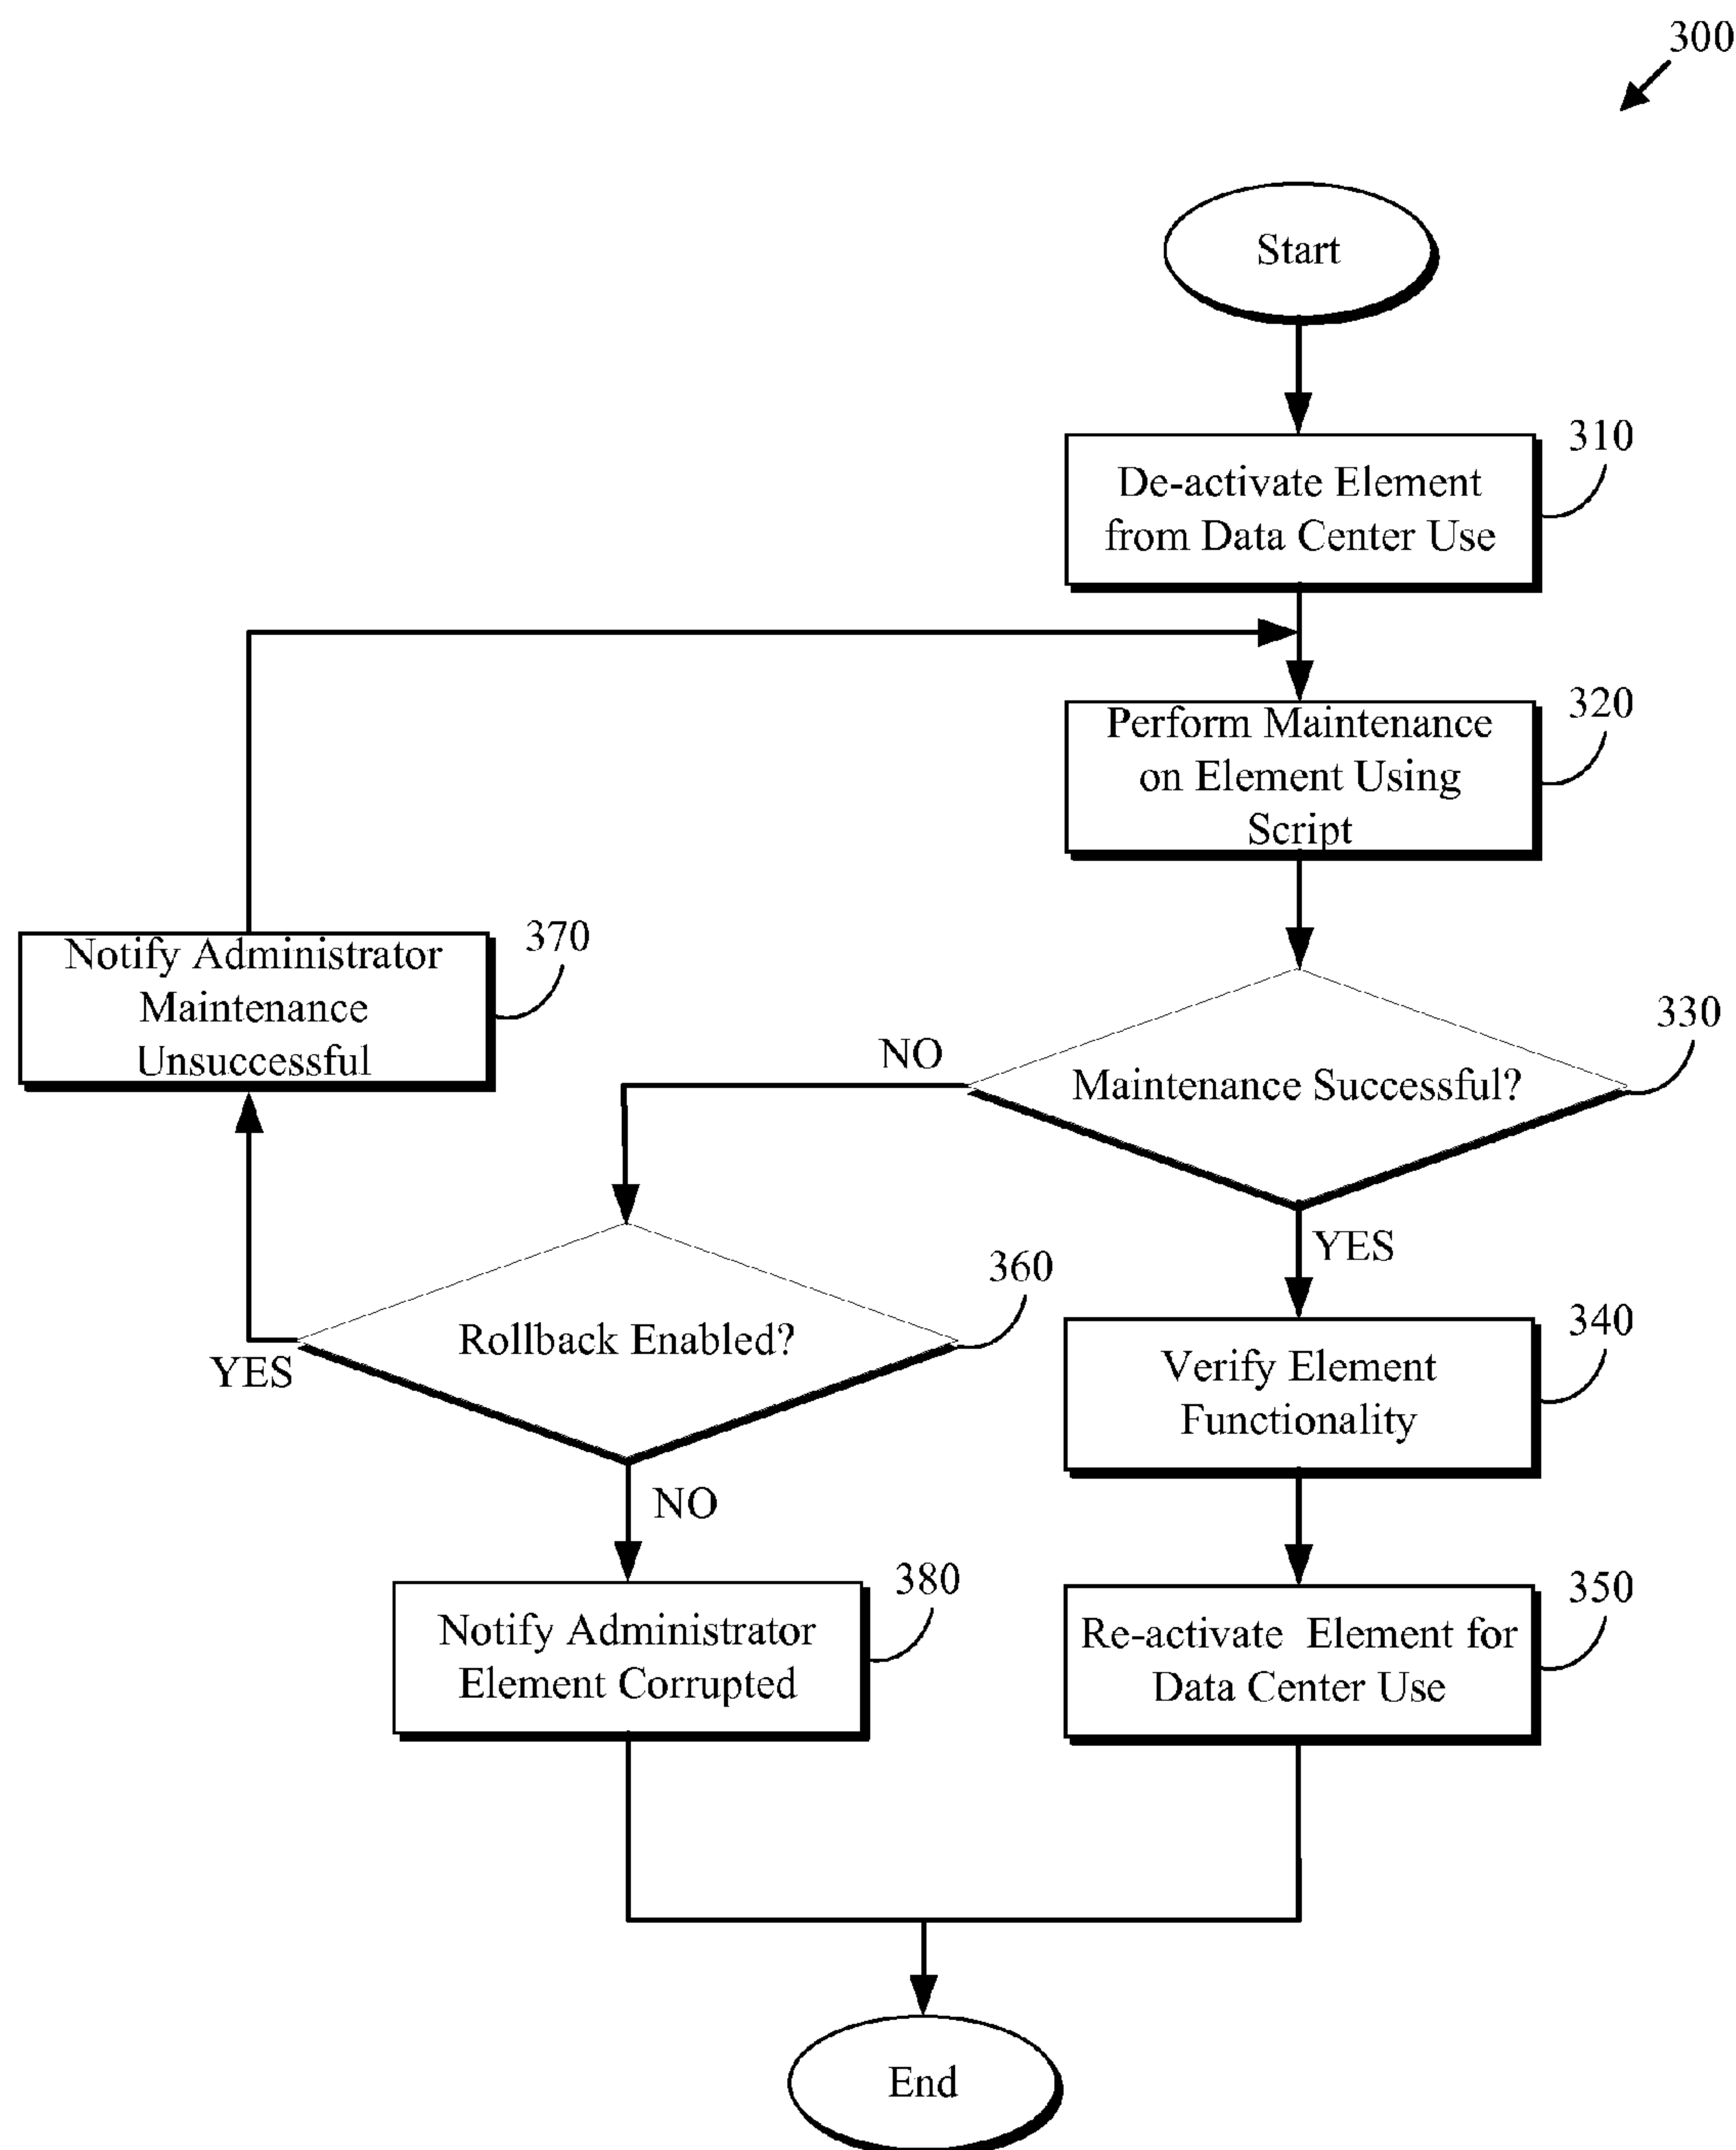 300
Start
310
De-activate Element
from Data Center Use
320
Perform Maintenance
on Element Using
Script
370
Notify Administrator
Maintenance
Unsuccessful
330
NO
Maintenance Successful?
YES
360
Rollback Enabled?
YES
NO
340
Verify Element
Functionality
380
Notify Administrator
Element Corrupted
350
Re-activate Element for
Data Center Use
End